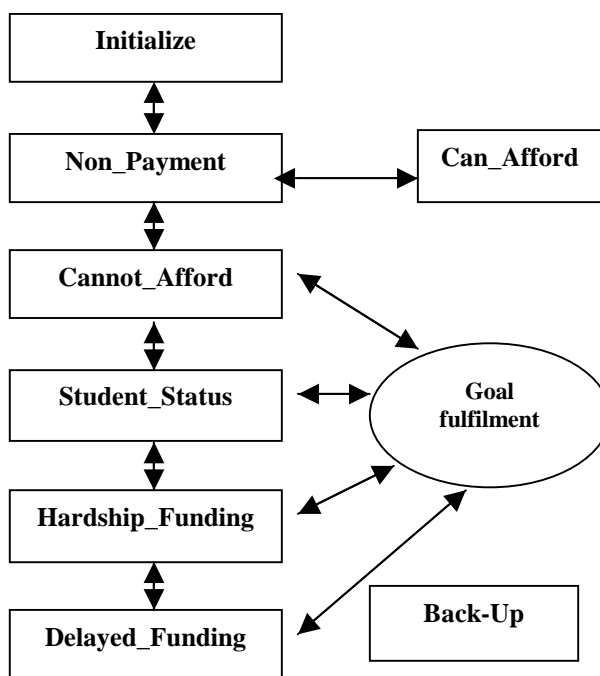 Initialize
Non_Payment
Can_Afford
Cannot_Afford
Student_Status
Goal
fulfilment
Hardship_Funding
Back-Up
Delayed_Funding